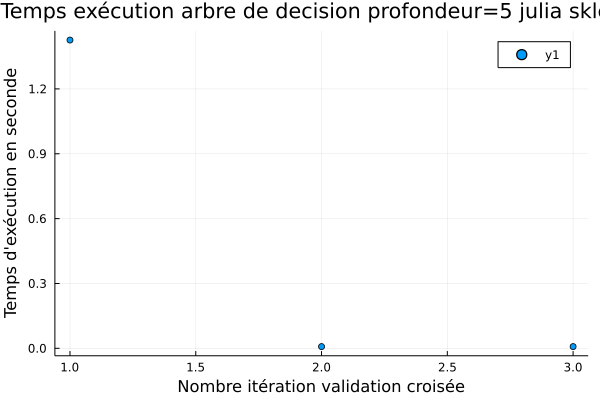 Temps exécution arbre de decision profondeur=5 julia
y1
Temps d'exécution en seconde
1.2
0.9
0.6
0.3
0.0
1.0 1.5 2.0 2.5 3.0
Nombre itération validation croisée